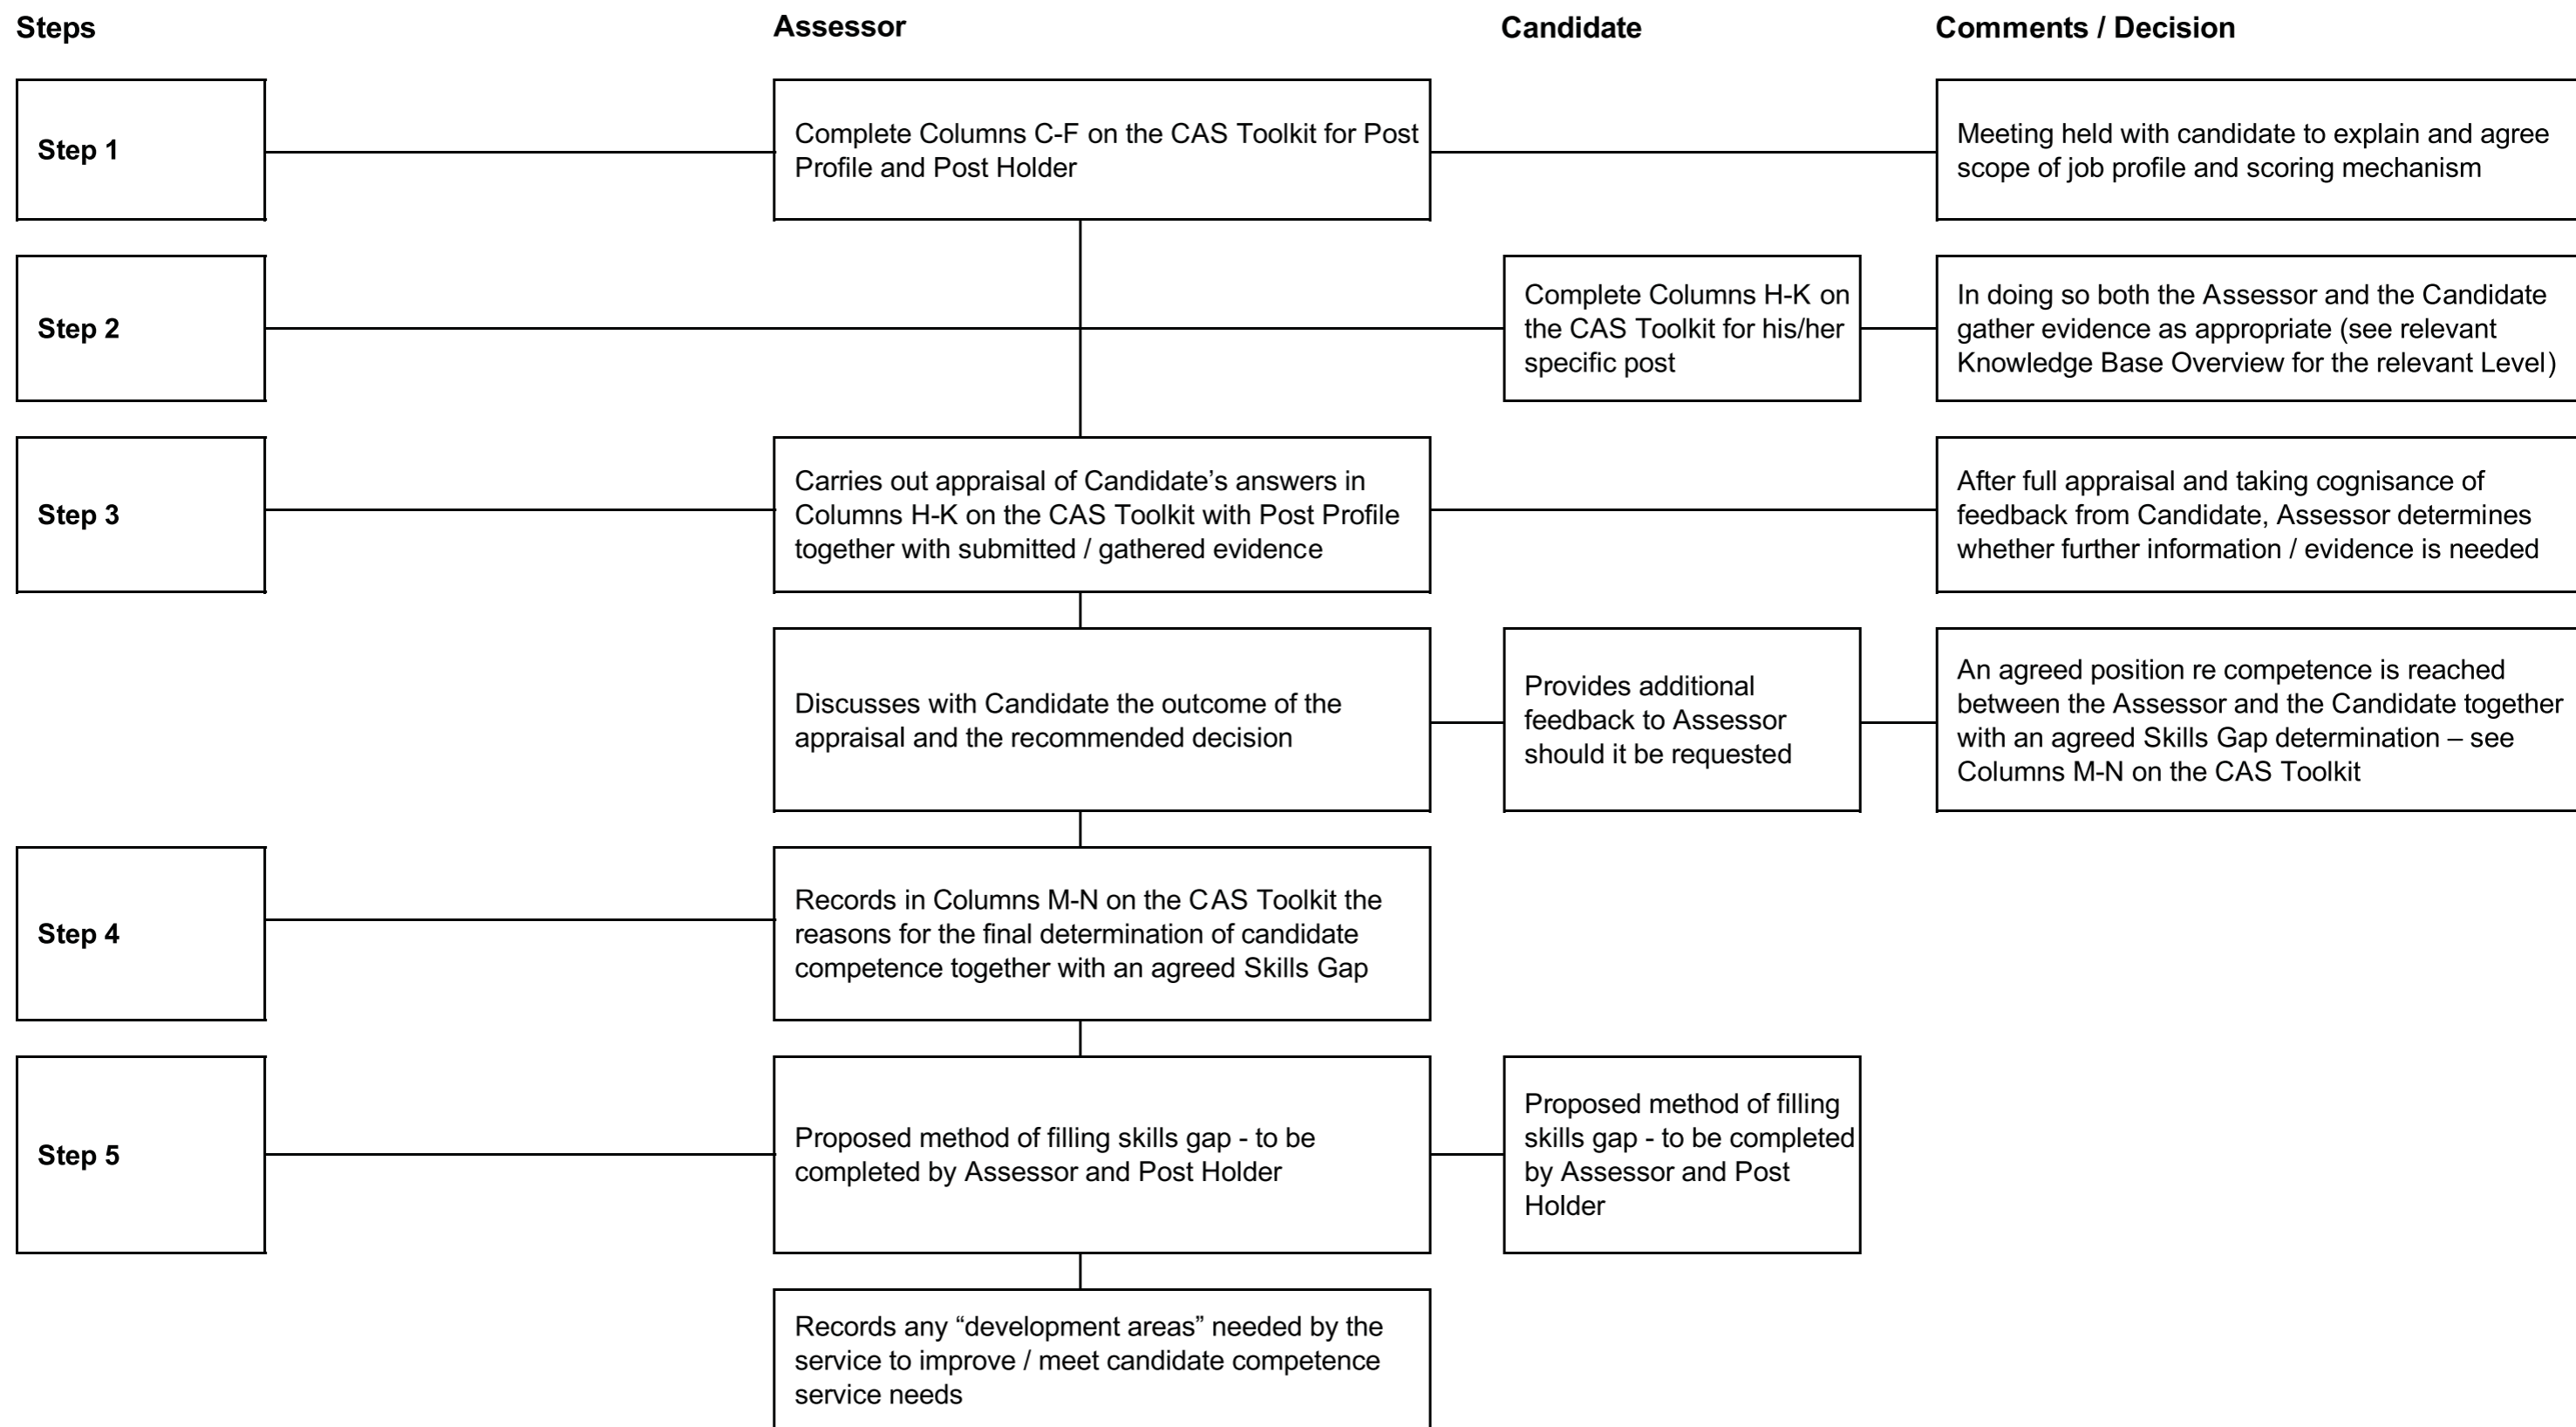 Steps
Assessor
Candidate
Comments / Decision
Step 1
Complete Columns C-F on the CAS Toolkit for Post
Profile and Post Holder
Meeting held with candidate to explain and agree
scope of job profile and scoring mechanism
Step 2
Complete Columns H-K on
the CAS Toolkit for his/her
specific post
In doing so both the Assessor and the Candidate
gather evidence as appropriate (see relevant
Knowledge Base Overview for the relevant Level)
Step 3
Carries out appraisal of Candidate’s answers in
Columns H-K on the CAS Toolkit with Post Profile
together with submitted / gathered evidence
After full appraisal and taking cognisance of
feedback from Candidate, Assessor determines
whether further information / evidence is needed
Discusses with Candidate the outcome of the
appraisal and the recommended decision
Provides additional
feedback to Assessor
should it be requested
An agreed position re competence is reached
between the Assessor and the Candidate together
with an agreed Skills Gap determination – see
Columns M-N on the CAS Toolkit
Step 4
Records in Columns M-N on the CAS Toolkit the
reasons for the final determination of candidate
competence together with an agreed Skills Gap
Step 5
Proposed method of filling skills gap - to be
completed by Assessor and Post Holder
Proposed method of filling
skills gap - to be completed
by Assessor and Post
Holder
Records any “development areas” needed by the
service to improve / meet candidate competence
service needs